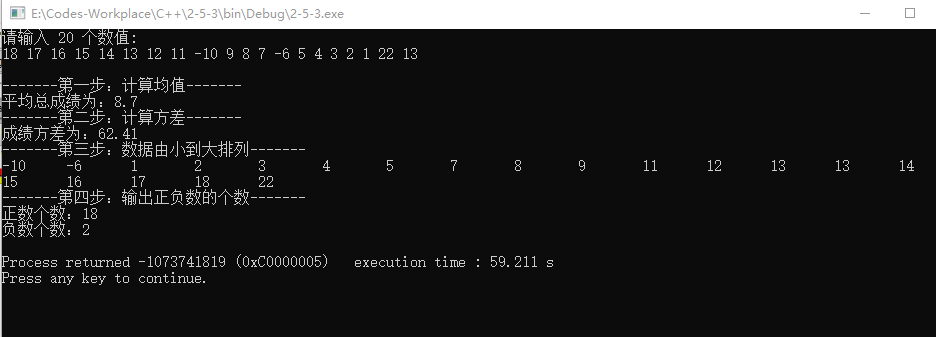 E:\Codes-Workplace\C++\2-5-3\bin\Debug\2-5-3.exe
请输入 20 个数值:
18 17 16 15 14 13 12 11 -10 9 8 7 -6 5 4 3 2 1 22 13
-------第一步：计算均值-------
平均总成绩为：8.7
-------第二步：计算方差-------
成绩方差为：62.41
-------第三步：数据由小到大排列-------
-10 -6 1 2 3 4 5 7 8 9 11 12 13 13 14
15 16 17 18 22
-------第四步：输出正负数的个数-------
正数个数：18
负数个数：2
Process returned -1073741819 (0xC0000005) execution time : 59.211 s
Press any key to continue.